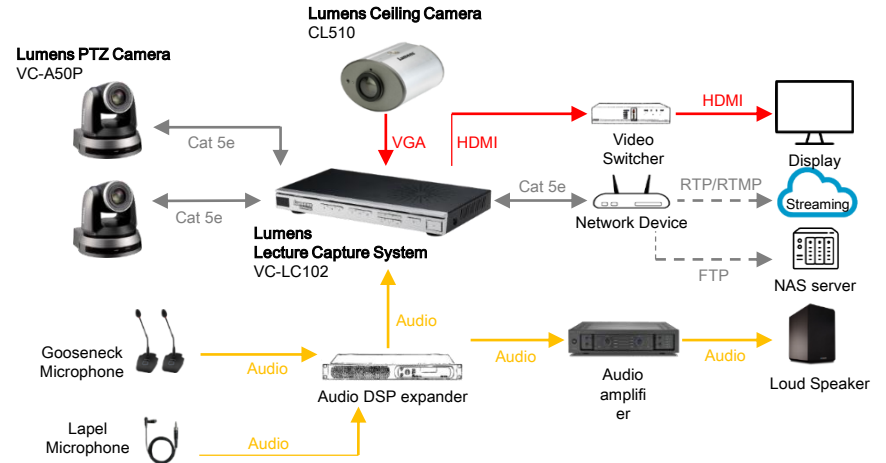 Lumens Ceiling Camera
CL510
Lumens PTZ Camera
VC-A50P
Cat 5e
VGA
HDMI
HDMI
Video
Switcher
Display
Cat 5e
Cat 5e
RTP/RTMP
Streaming
Network Device
Lumens
Lecture Capture System
VC-LC102
FTP
NAS server
Audio
Gooseneck
Microphone
Audio
Audio
Audio
Audio DSP expander
Audio
amplifi
er
Loud Speaker
Lapel
Microphone
Audio